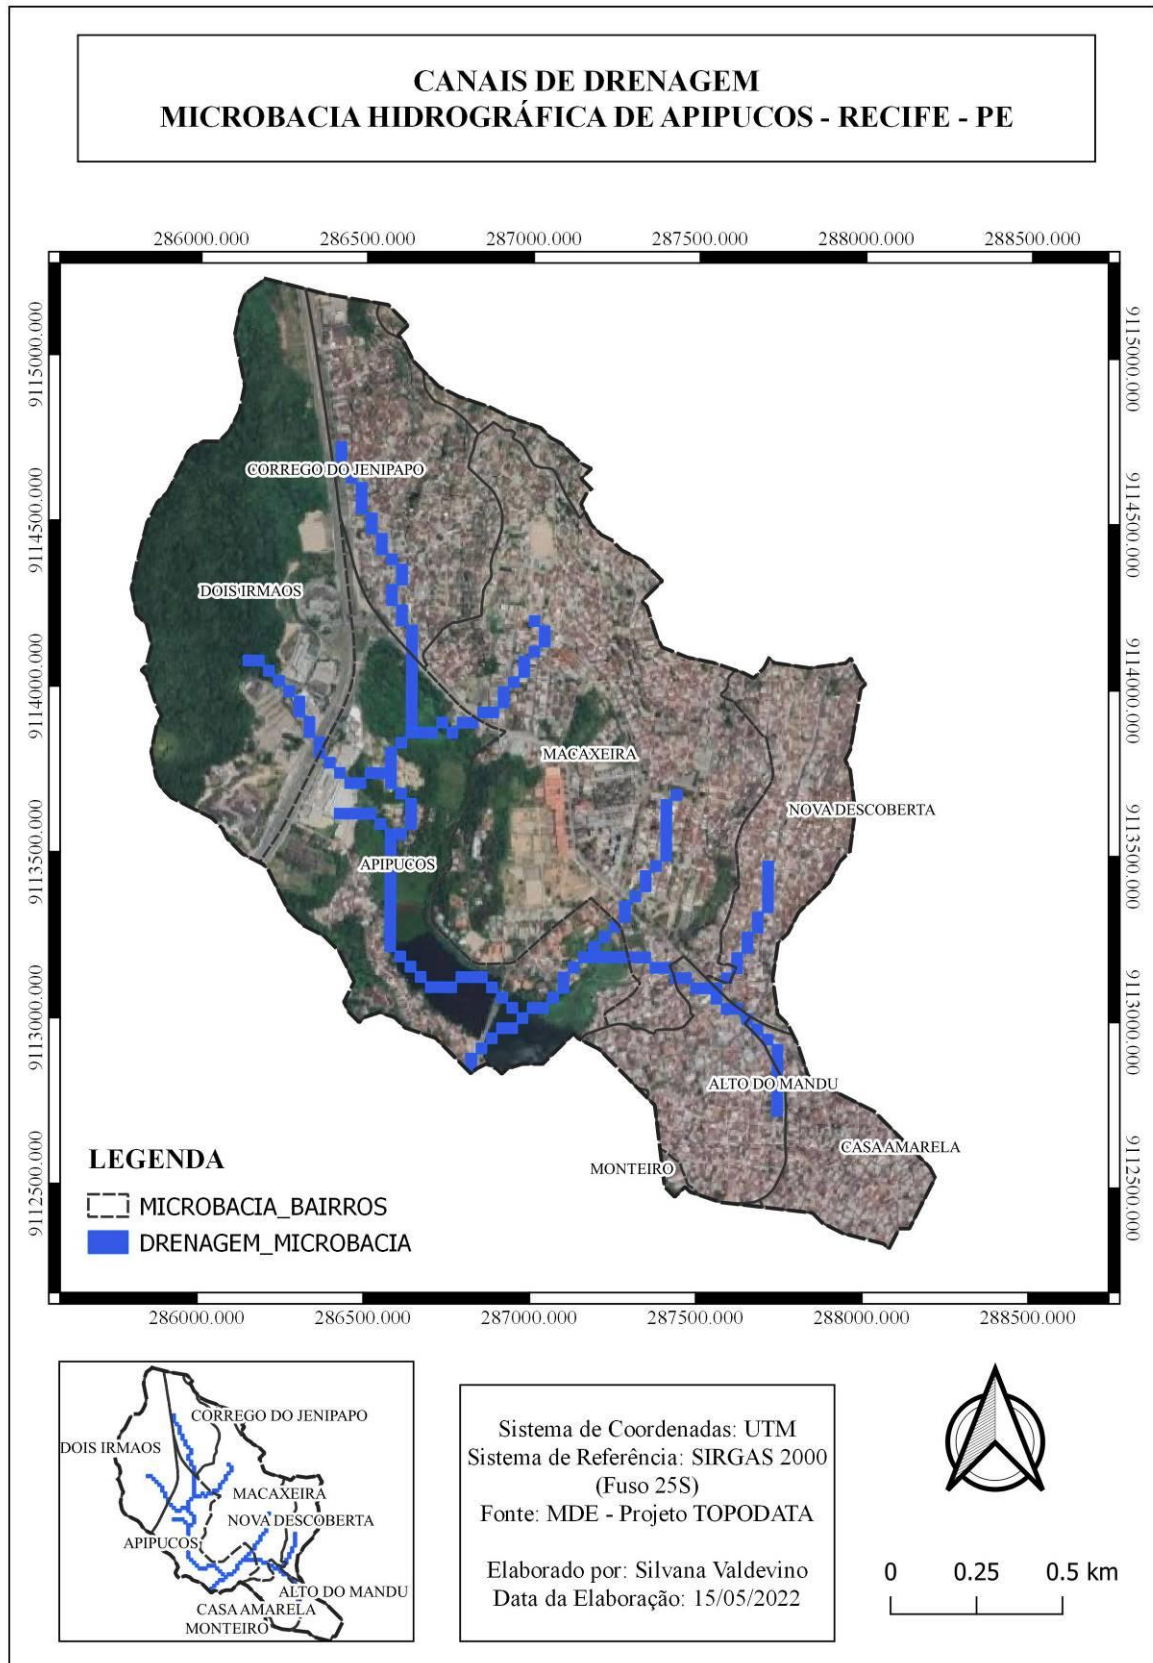 CANAIS DE DRENAGEM
MICROBACIA HIDROGRÁFICA DE APIPUCOS - RECIFE - PE
286000.000 286500.000 287000.000 287500.000 288000.000 288500.000
9115000.000
9114500.000
9114000.000
9113500.000
9113000.000
9112500.000
9115000.000
9114500.000
9114000.000
9113500.000
9113000.000
9112500.000
CORREGO DO JENIPAPO
DOIS IRMAOS
MACAXEIRA
NOVA DESCOBERTA
APIPUCOS
ALTO DO MANDU
CASA AMARELA
MONTEIRO
LEGENDA
MICROBACIA_BAIRROS
DRENAGEM_MICROBACIA
286000.000 286500.000 287000.000 287500.000 288000.000 288500.000
CORREGO DO JENIPAPO
DOIS IRMAOS
MACAXEIRA
NOVA DESCOBERTA
APIPUCOS
ALTO DO MANDU
CASA AMARELA
MONTEIRO
Sistema de Coordenadas: UTM
Sistema de Referência: SIRGAS 2000
(Fuso 25S)
Fonte: MDE - Projeto TOPODATA
Elaborado por: Silvana Valdevino
Data da Elaboração: 15/05/2022
0 0.25 0.5 km